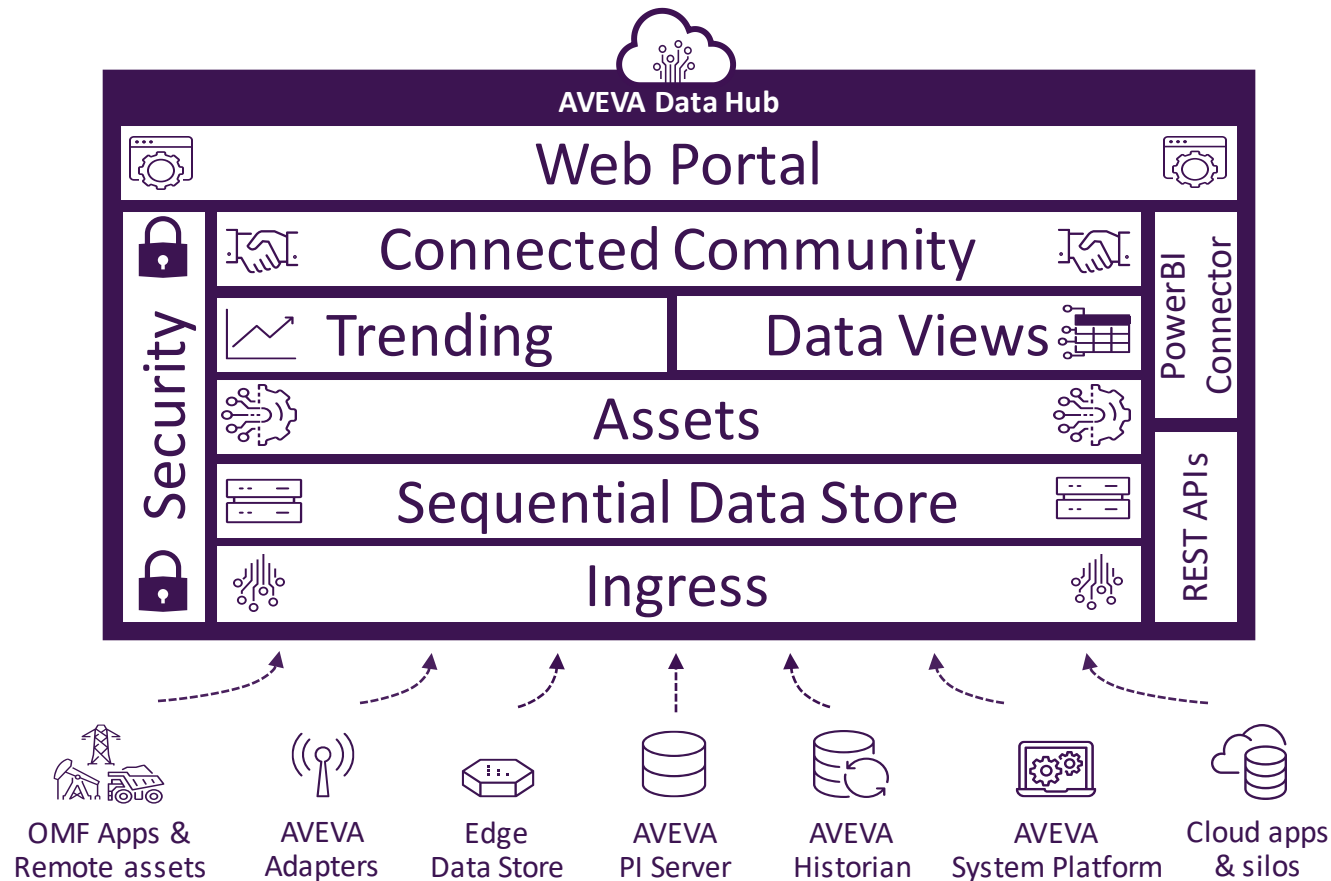 AVEVA Data Hub
Web Portal
Security
Connected Community
Trending
Data Views
Assets
Sequential Data Store
Ingress
PowerBI
Connector
REST APIs
OMF Apps &
Remote assets
AVEVA
Adapters
Edge
Data Store
AVEVA
PI Server
AVEVA
Historian
AVEVA
System Platform
Cloud apps
& silos